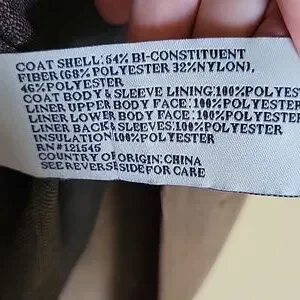 COAT SHELL: 54% BI-CONSTITUENT
FIBER (68% POLYESTER 32% NYLON),
46% POLYESTER
COAT BODY & SLEEVE LINING: 100% POLYEST
LINER UPPER BODY FACE: 100% POLYESTER
LINER LOWER BODY FACE: 100% POLYESTER
LINER BACK & SLEEVES: 100% POLYESTER
INSULATION: 100% POLYESTER
RN# 121545
COUNTRY OF ORIGIN: CHINA
SEE REVERSE SIDE FOR CARE